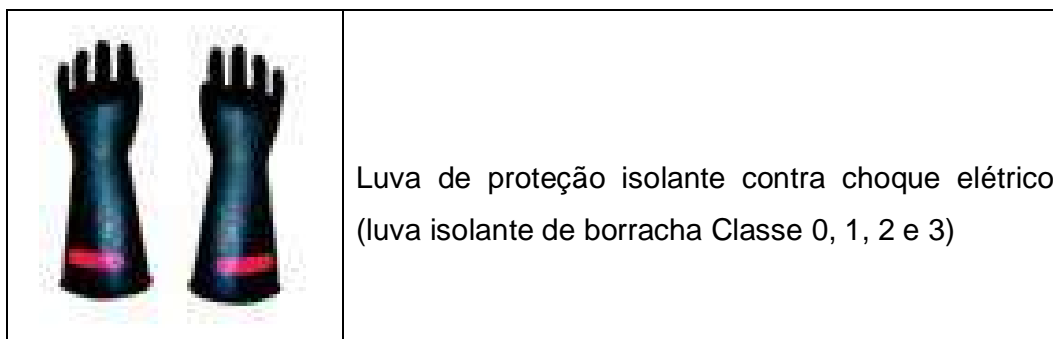 Luva de proteção isolante contra choque elétrico
(luva isolante de borracha Classe 0, 1, 2 e 3)